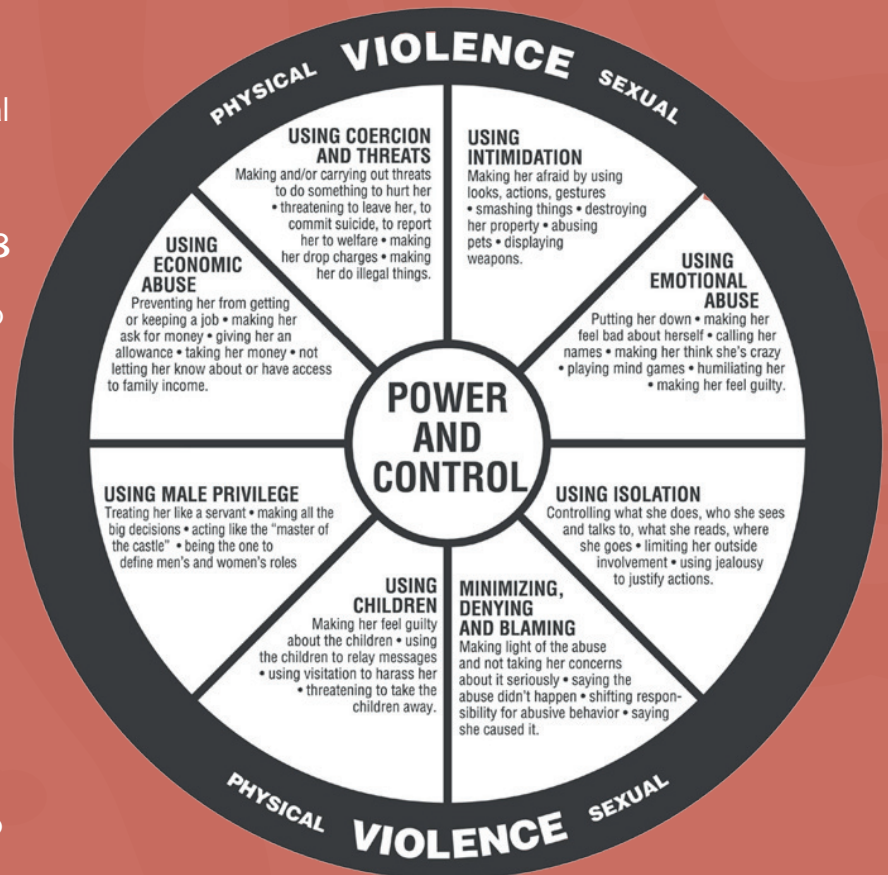 PHYSICAL VIOLENCE SEXUAL
USING COERCION
AND THREATS
Making and/or carrying out threats
to do something to hurt her
• threatening to leave her, to
commit suicide, to report
her to welfare • making
her drop charges • making
her do illegal things.
USING
INTIMIDATION
Making her afraid by using
looks, actions, gestures
• smashing things • destroying
her property • abusing
pets • displaying
weapons.
USING
ECONOMIC
ABUSE
Preventing her from getting
or keeping a job • making her
ask for money • giving her an
allowance • taking her money • not
letting her know about or have access
to family income.
USING
EMOTIONAL
ABUSE
Putting her down • making her
feel bad about herself • calling her
names • making her think she's crazy
• playing mind games • humiliating her
• making her feel guilty.
POWER
AND
CONTROL
USING MALE PRIVILEGE
Treating her like a servant • making all the
big decisions • acting like the “master of
the castle” • being the one to
define men's and women's roles
USING ISOLATION
Controlling what she does, who she sees
and talks to, what she reads, where
she goes • limiting her outside
involvement • using jealousy
to justify actions.
USING
CHILDREN
Making her feel guilty
about the children • using
the children to relay messages
• using visitation to harass her
• threatening to take the
children away.
MINIMIZING,
DENYING
AND BLAMING
Making light of the abuse
and not taking her concerns
about it seriously • saying the
abuse didn't happen • shifting respon-
sibility for abusive behavior • saying
she caused it.
PHYSICAL VIOLENCE SEXUAL